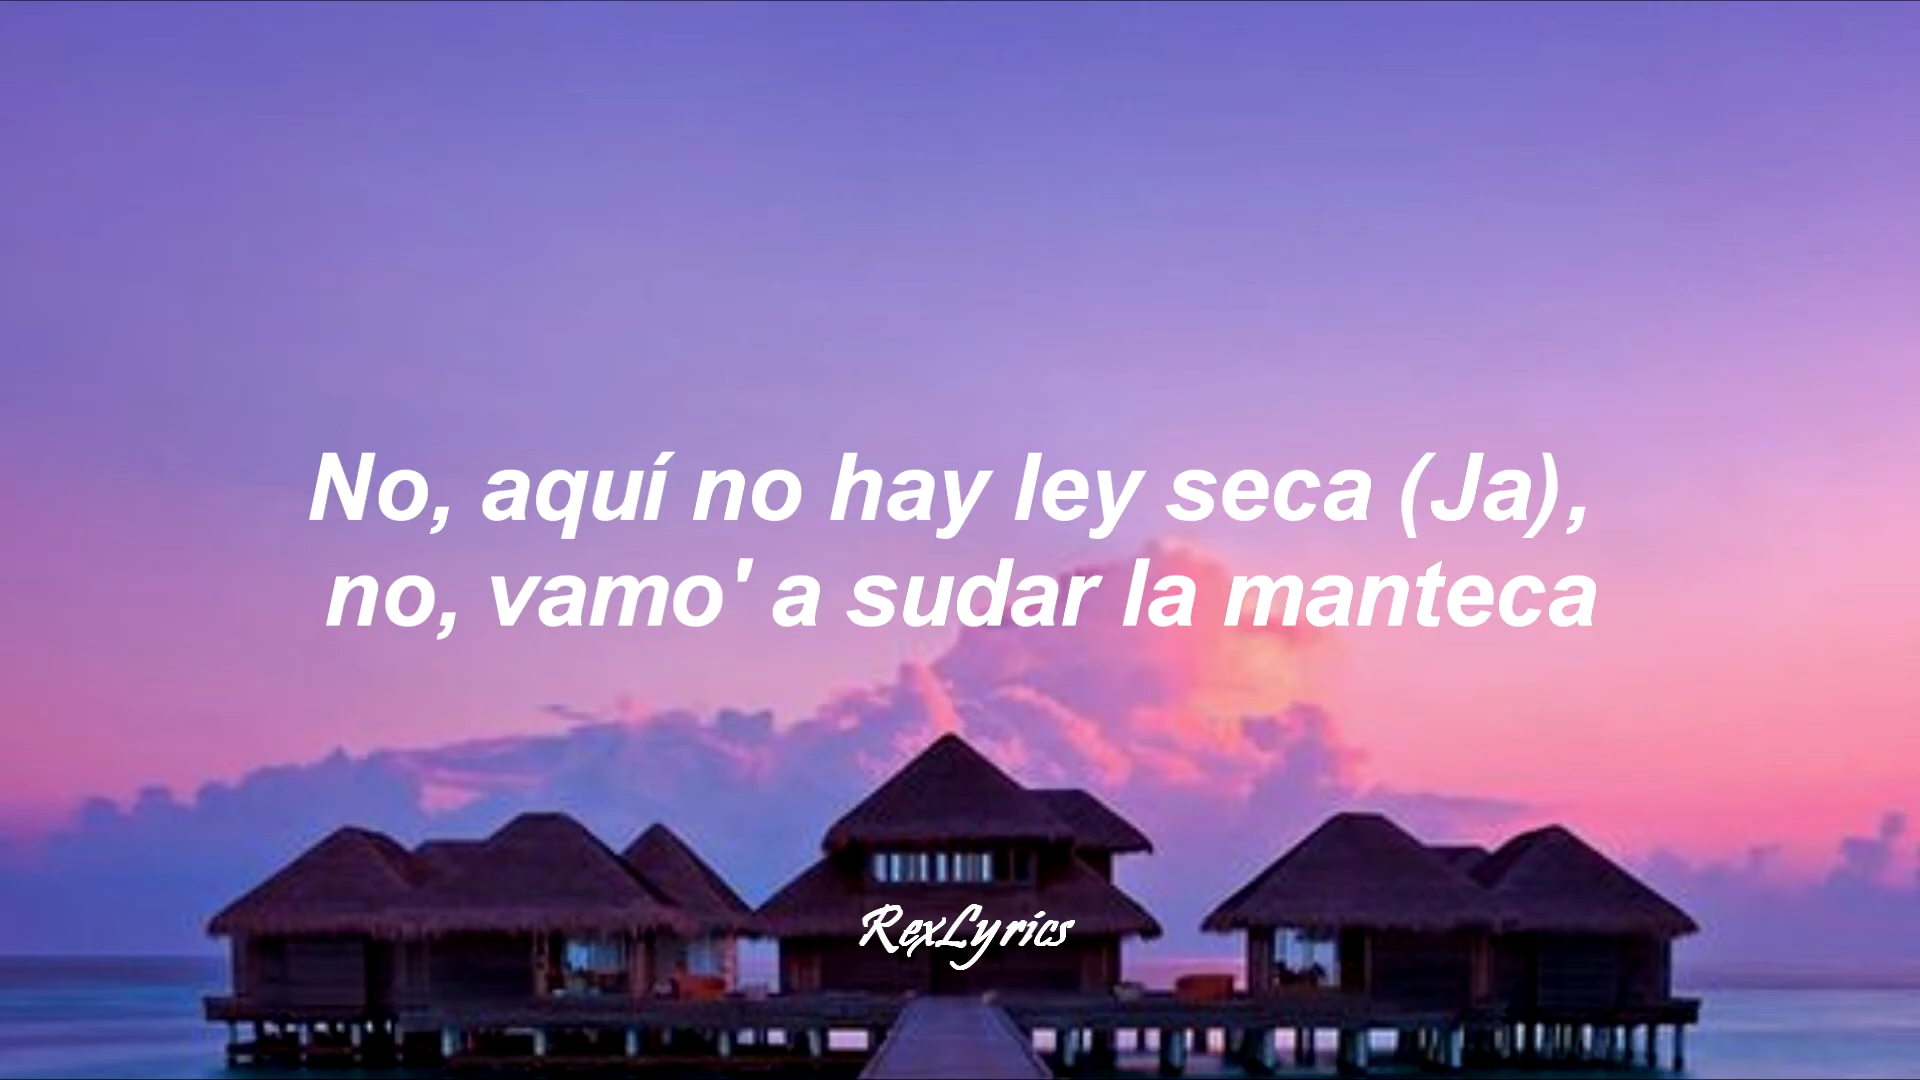 No, aquí no hay ley seca (Ja),
no, vamo' a sudar la manteca
RexLyrics